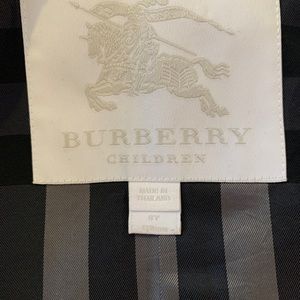 BURBERRY
CHILDREN
MADE IN
THAILAND
8Y